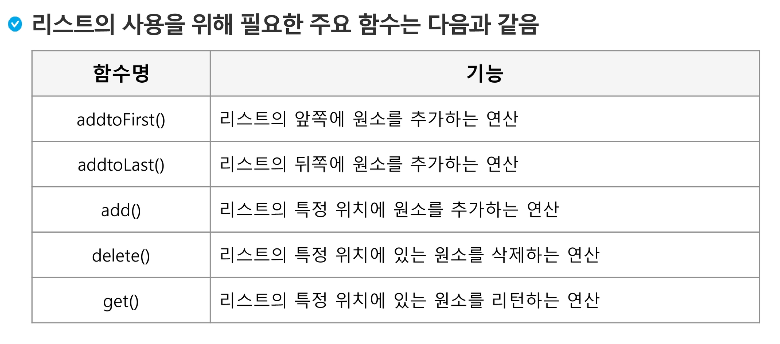 리스트의 사용을 위해 필요한 주요 함수는 다음과 같음
함수명 기능
addtoFirst() 리스트의 앞쪽에 원소를 추가하는 연산
addtoLast() 리스트의 뒤쪽에 원소를 추가하는 연산
add() 리스트의 특정 위치에 원소를 추가하는 연산
delete() 리스트의 특정 위치에 있는 원소를 삭제하는 연산
get() 리스트의 특정 위치에 있는 원소를 리턴하는 연산